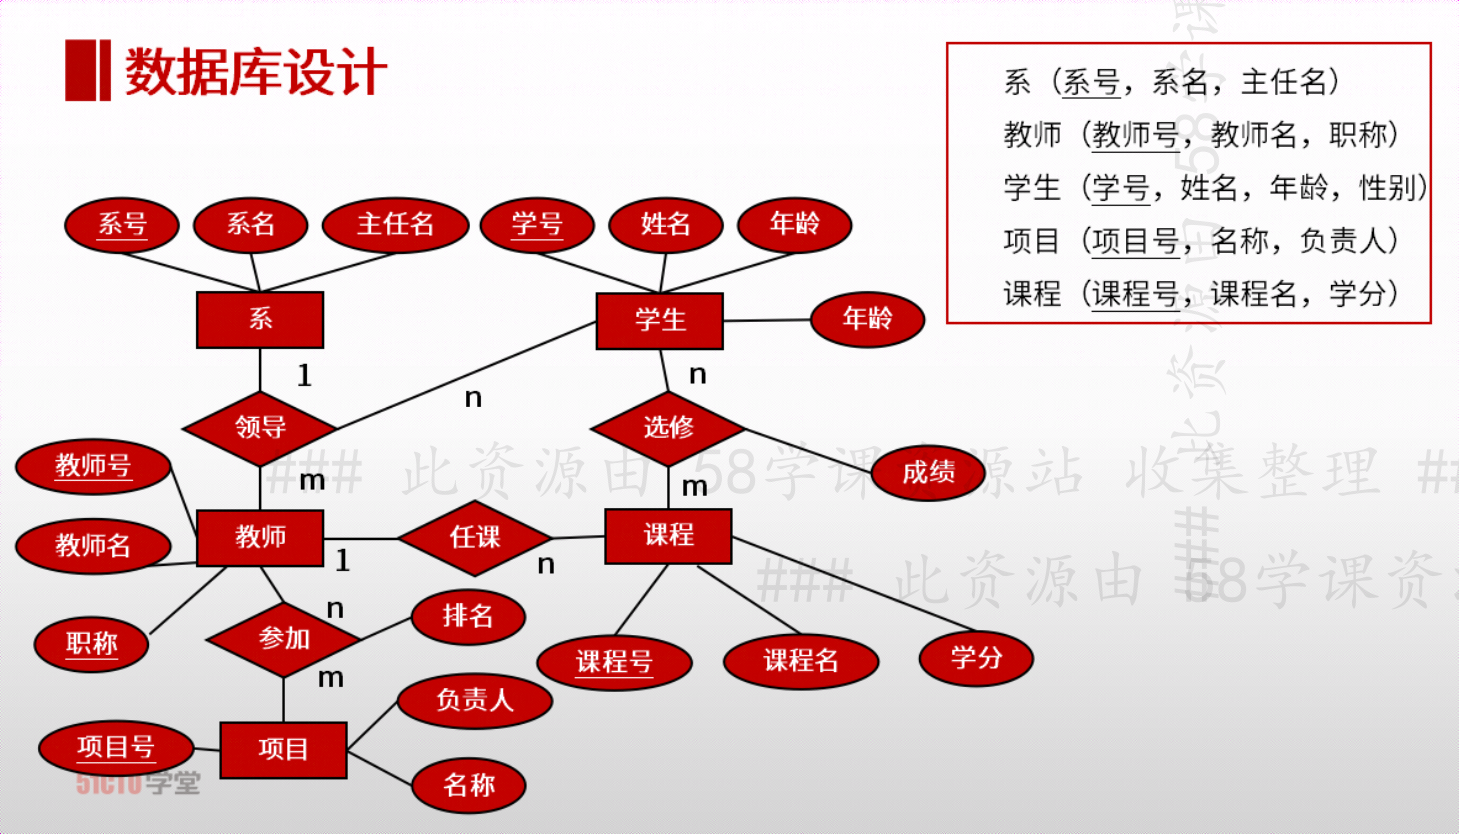 数据库设计
系（系号，系名，主任名）
教师（教师号，教师名，职称）
学生（学号，姓名，年龄，性别）
项目（项目号，名称，负责人）
课程（课程号，课程名，学分）
系号 系名 主任名 学号 姓名 年龄
系 学生 年龄
1 n n
领导 选修
教师号 m m 成绩
教师名 教师 1 任课 n 课程
职称 参加 n 排名
m
课程号 课程名 学分
负责人
项目号 项目
名称
51CTO学堂
### 此资源由 58学课资源站 收集整理 ##
### 此资源由 58学课资
### 此资源由 58学课